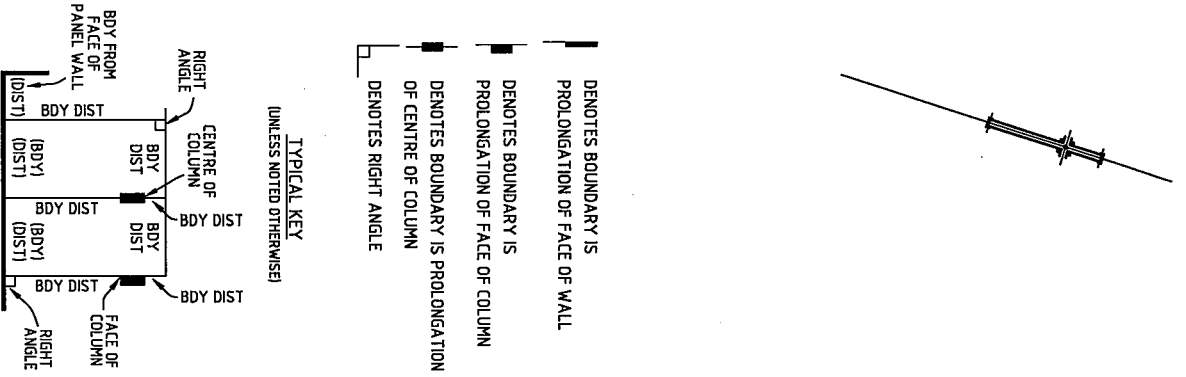 DENOTES BOUNDARY IS
PROLONGATION OF FACE OF WALL
DENOTES BOUNDARY IS
PROLONGATION OF FACE OF COLUMN
DENOTES BOUNDARY IS PROLONGATION
OF CENTRE OF COLUMN
DENOTES RIGHT ANGLE
TYPICAL KEY
(UNLESS NOTED OTHERWISE)
RIGHT
ANGLE
CENTRE OF
COLUMN
BDY DIST
BDY DIST
FACE OF
COLUMN
RIGHT
ANGLE
BDY
DIST
BDY
DIST
BDY DIST
BDY DIST
BDY DIST
(BDY)
(DIST)
(BDY)
(DIST)
(DIST)
BDY FROM
FACE OF
PANEL WALL